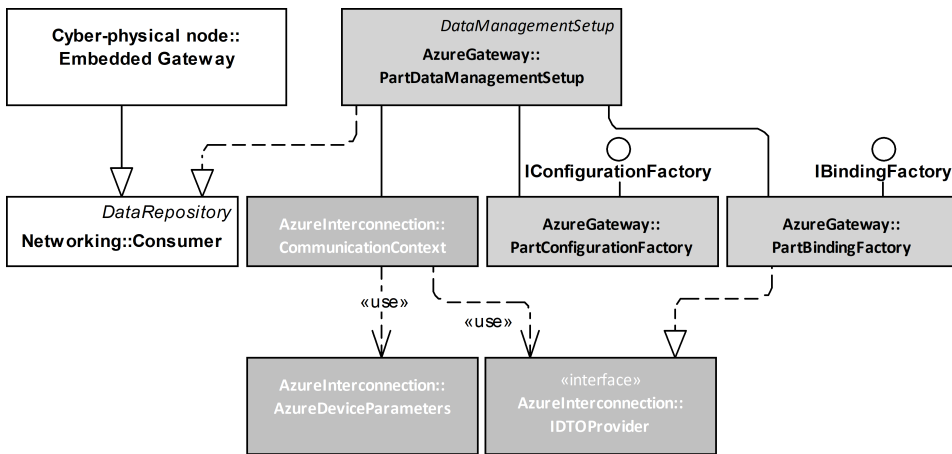 Cyber-physical node::
Embedded Gateway
DataManagementSetup
AzureGateway::
PartDataManagementSetup
IConfigurationFactory
IBindingFactory
DataRepository
Networking::Consumer
AzureInterconnection::
CommunicationContext
AzureGateway::
PartConfigurationFactory
AzureGateway::
PartBindingFactory
«use»
«use»
AzureInterconnection::
AzureDeviceParameters
«interface»
AzureInterconnection::
IDTOProvider